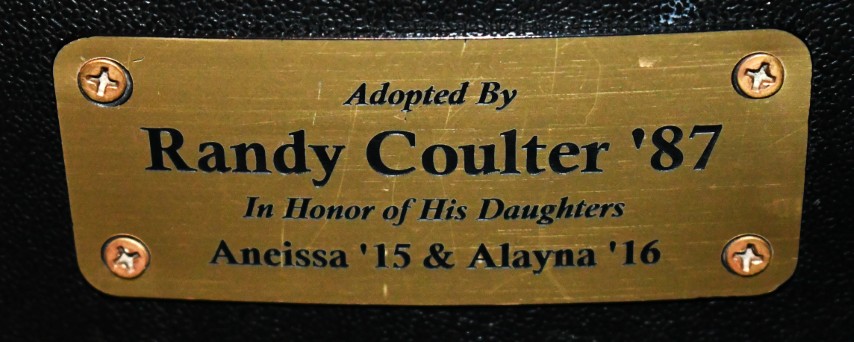 Adopted By
Randy Coulter '87
In Honor of His Daughters
Aneissa '15 & Alayna '16